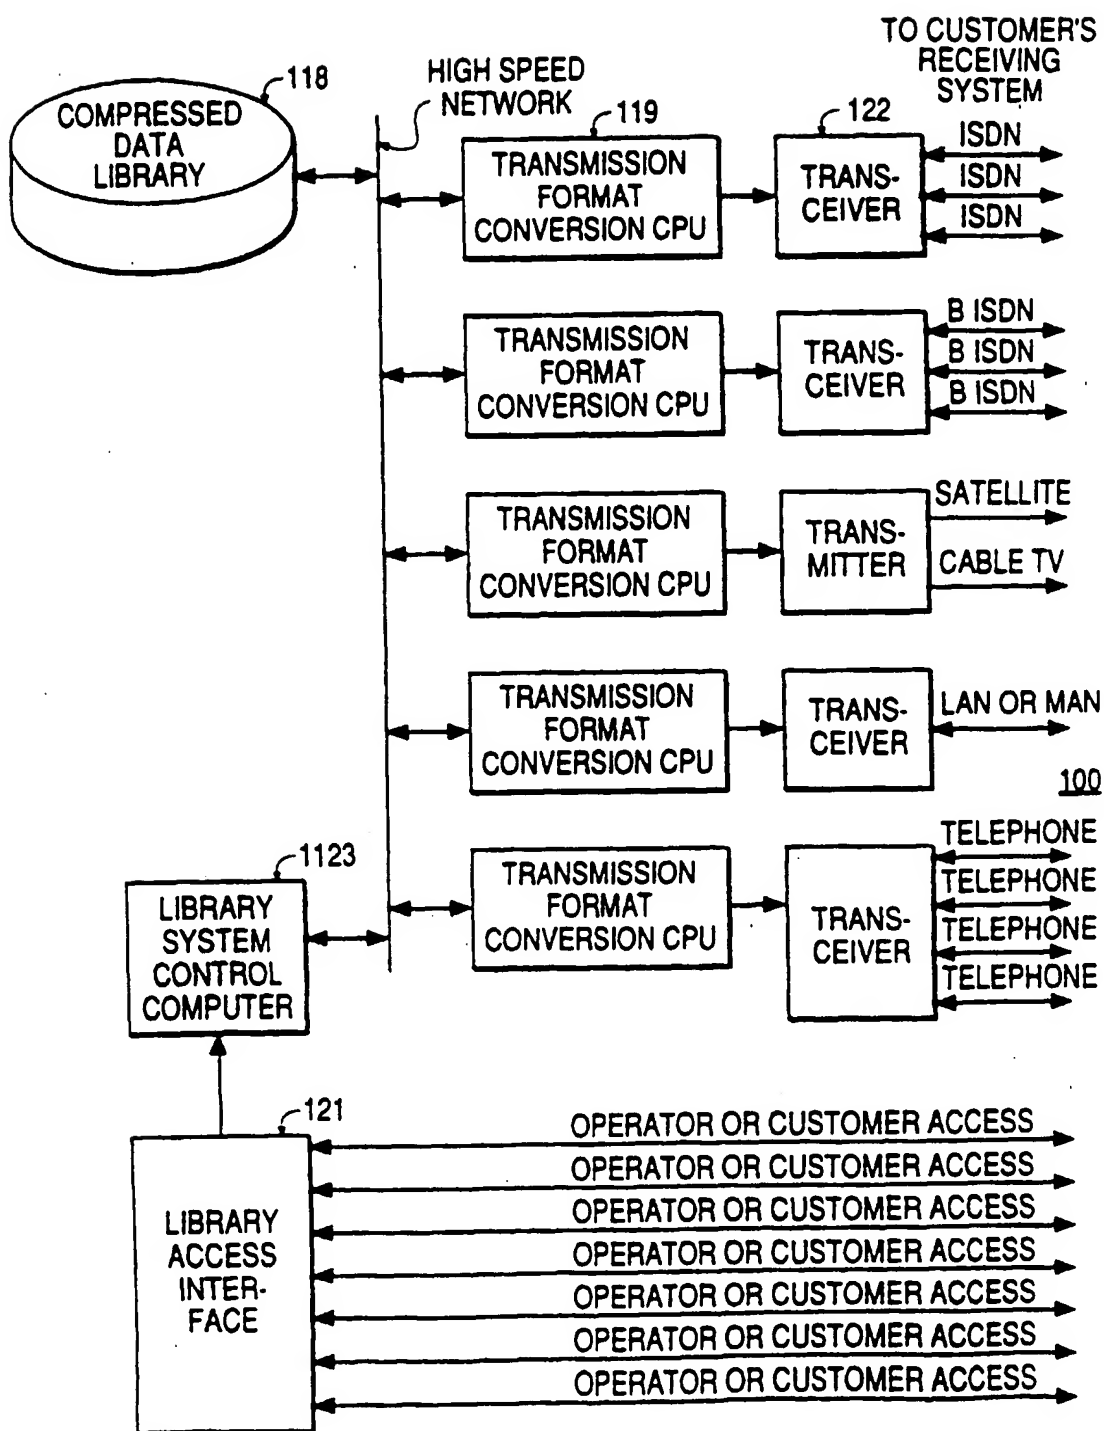 TO CUSTOMER'S
RECEIVING
SYSTEM
118
HIGH SPEED
NETWORK
COMPRESSED
DATA
LIBRARY
119
TRANSMISSION
FORMAT
CONVERSION CPU
122
TRANS-
CEIVER
ISDN
ISDN
ISDN
TRANSMISSION
FORMAT
CONVERSION CPU
TRANS-
CEIVER
B ISDN
B ISDN
B ISDN
TRANSMISSION
FORMAT
CONVERSION CPU
TRANS-
MITTER
SATELLITE
CABLE TV
TRANSMISSION
FORMAT
CONVERSION CPU
TRANS-
CEIVER
LAN OR MAN
100
1123
LIBRARY
SYSTEM
CONTROL
COMPUTER
TRANSMISSION
FORMAT
CONVERSION CPU
TRANS-
CEIVER
TELEPHONE
TELEPHONE
TELEPHONE
TELEPHONE
121
LIBRARY
ACCESS
INTER-
FACE
OPERATOR OR CUSTOMER ACCESS
OPERATOR OR CUSTOMER ACCESS
OPERATOR OR CUSTOMER ACCESS
OPERATOR OR CUSTOMER ACCESS
OPERATOR OR CUSTOMER ACCESS
OPERATOR OR CUSTOMER ACCESS
OPERATOR OR CUSTOMER ACCESS